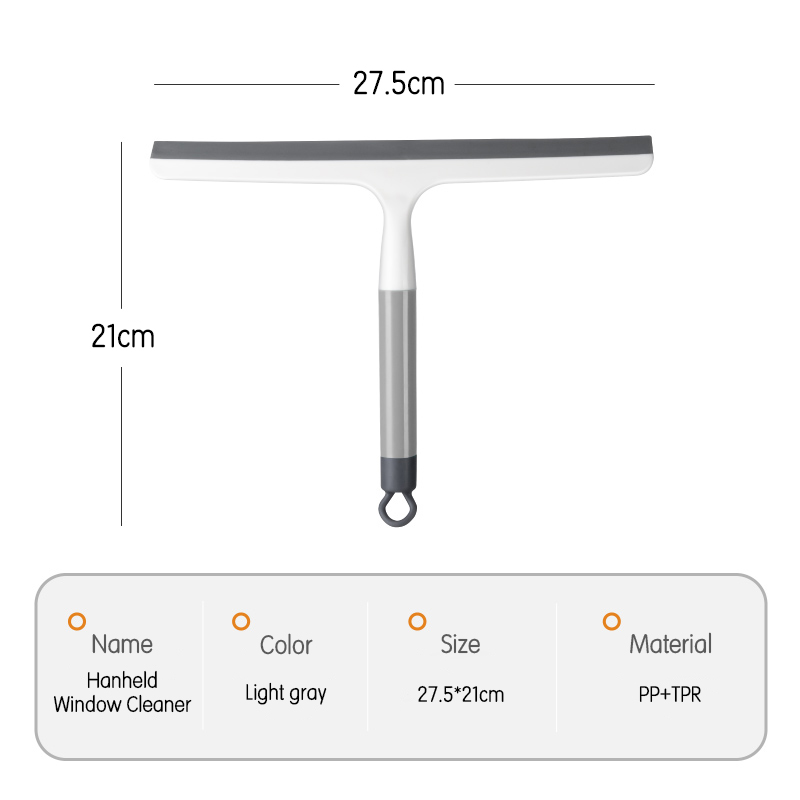 27.5cm
21cm
Name
Hanheld
Window Cleaner
Color
Light gray
Size
27.5*21cm
Material
PP+TPR